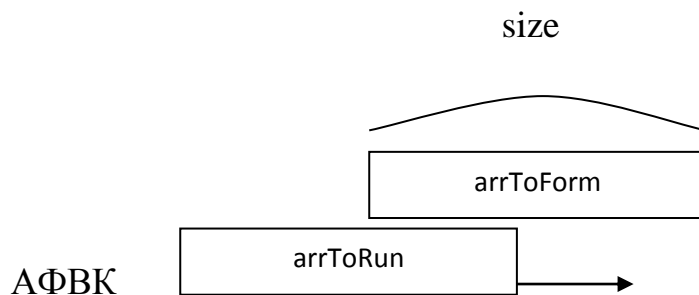 size
arrToForm
arrToRun
АФВК